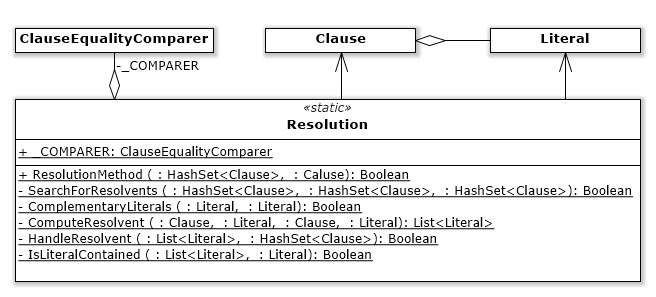 ClauseEqualityComparer
Clause
Literal
-_COMPARER
«static»
Resolution
+ _COMPARER: ClauseEqualityComparer
+ ResolutionMethod ( : HashSet<Clause>, : Caluse): Boolean
- SearchForResolvents ( : HashSet<Clause>, : HashSet<Clause>, : HashSet<Clause>): Boolean
- ComplementaryLiterals ( : Literal, : Literal): Boolean
- ComputeResolvent ( : Clause, : Literal, : Clause, : Literal): List<Literal>
- HandleResolvent ( : List<Literal>, : HashSet<Clause>): Boolean
- IsLiteralContained ( : List<Literal>, : Literal): Boolean